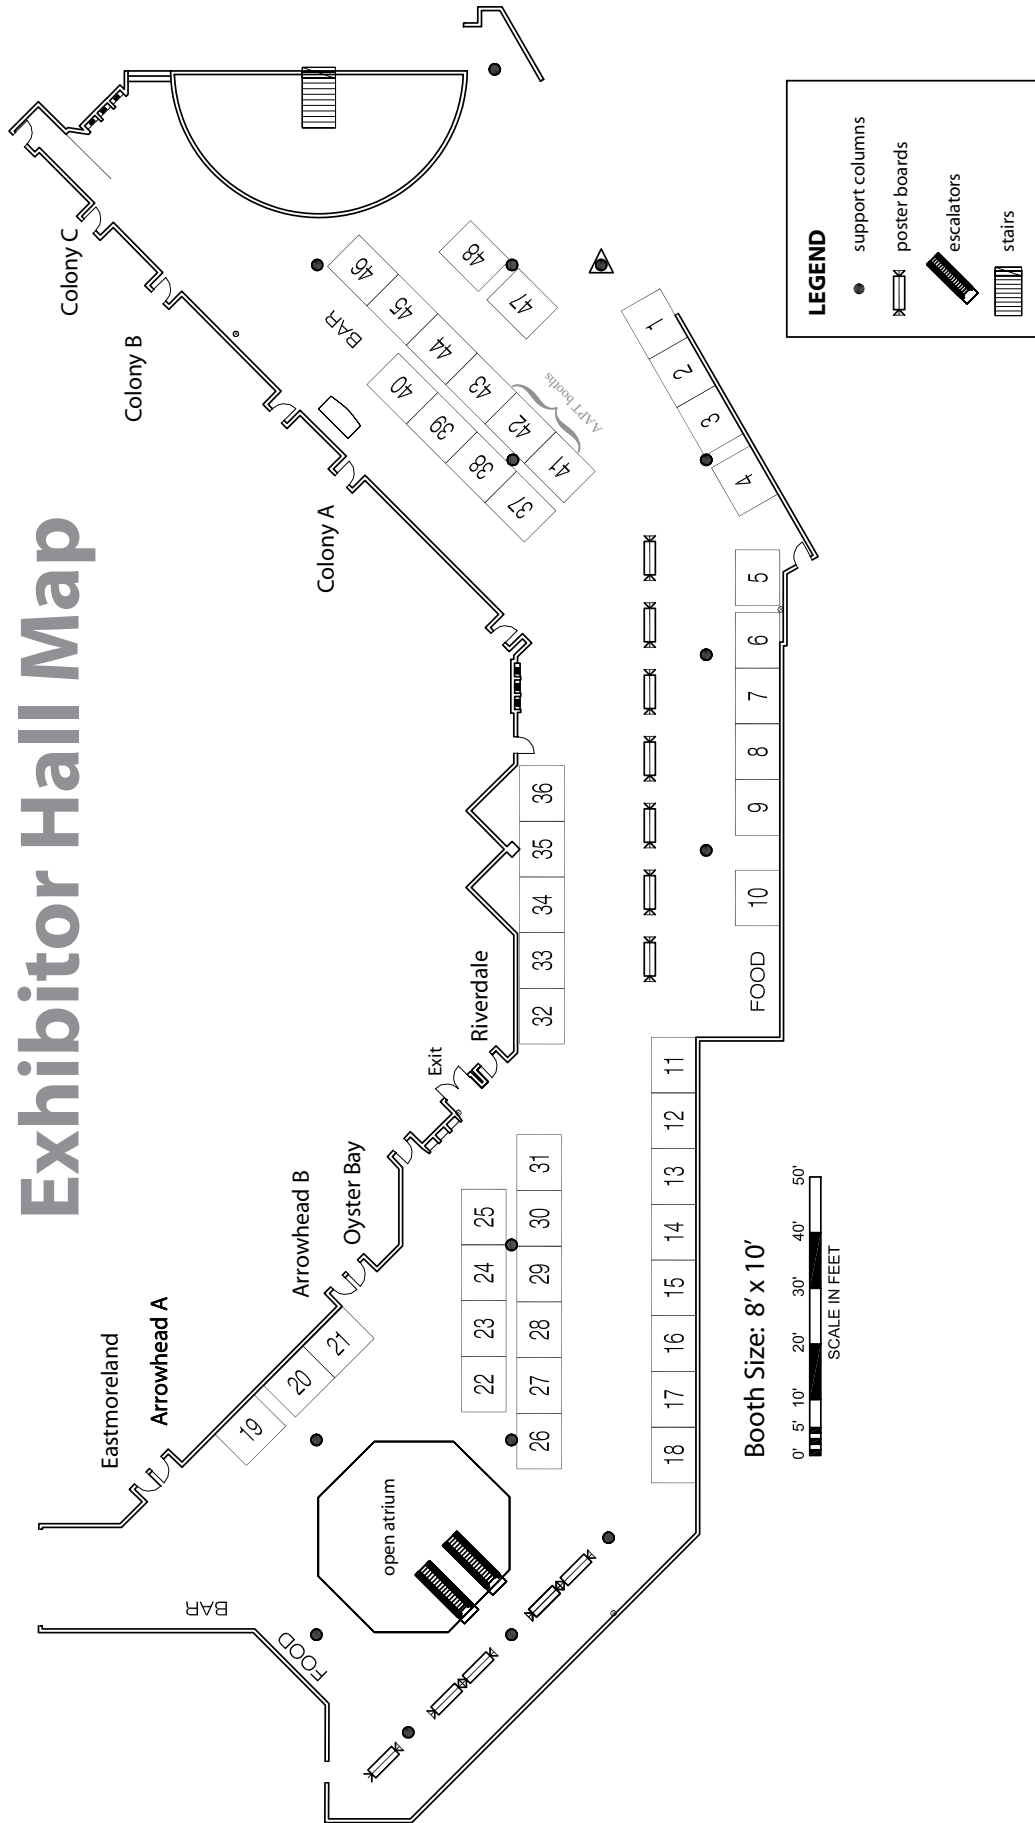 Exhibitor Hall Map
Eastmoreland
Arrowhead A
Arrowhead B
Oyster Bay
Exit
Riverdale
Colony A
Colony B
Colony C
BAR
FOOD
open atrium
19
20
21
22
23
24
25
26
27
28
29
30
31
32
33
34
35
36
37
38
39
40
41
42
43
44
45
46
47
48
BAR
AAPT booths
1
2
3
4
5
6
7
8
9
10
FOOD
11
12
13
14
15
16
17
18
Booth Size: 8’ x 10’
0' 5' 10' 20' 30' 40' 50'
SCALE IN FEET
LEGEND
support columns
poster boards
escalators
stairs